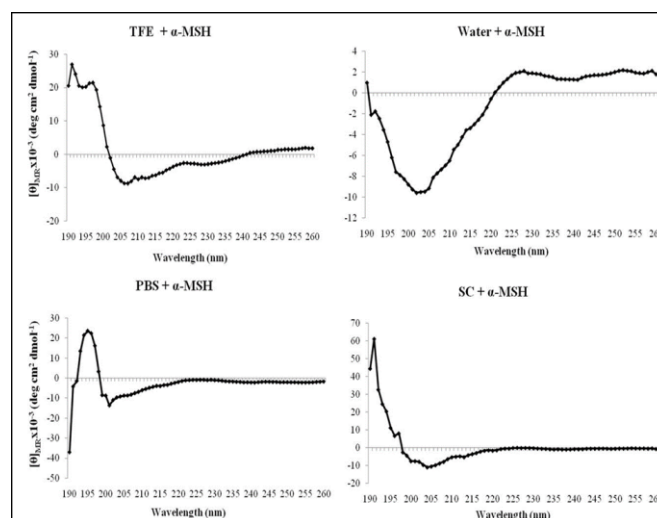 TFE + α-MSH
[θ]MR x10⁻³ (deg cm² dmol⁻¹)
30
20
10
0
-10
-20
190 195 200 205 210 215 220 225 230 235 240 245 250 255 260
Wavelength (nm)
Water + α-MSH
4
2
0
-2
-4
-6
-8
-10
-12
190 195 200 205 210 215 220 225 230 235 240 245 250 255 260
Wavelength (nm)
PBS + α-MSH
[θ]MR x10⁻³ (deg cm² dmol⁻¹)
30
20
10
0
-10
-20
-30
-40
-50
190 195 200 205 210 215 220 225 230 235 240 245 250 255 260
Wavelength (nm)
SC + α-MSH
70
60
50
40
30
20
10
0
-10
-20
190 195 200 205 210 215 220 225 230 235 240 245 250 255 260
Wavelength (nm)